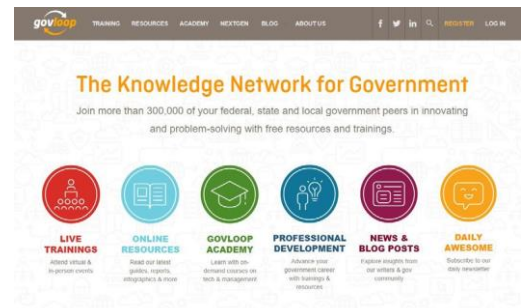 govloop
TRAINING RESOURCES ACADEMY NEXTGEN BLOG ABOUT US REGISTER LOG IN
The Knowledge Network for Government
Join more than 300,000 of your federal, state and local government peers in innovating
and problem-solving with free resources and trainings.
LIVE
TRAININGS
Attend virtual &
in-person events
ONLINE
RESOURCES
Read our latest
guides, reports,
infographics & more
GOVLOOP
ACADEMY
Learn with on-
demand courses on
tech & management
PROFESSIONAL
DEVELOPMENT
Advance your
government career
with trainings &
resources
NEWS &
BLOG POSTS
Explore insights from
our writers & gov
community
DAILY
AWESOME
Subscribe to our
daily newsletter